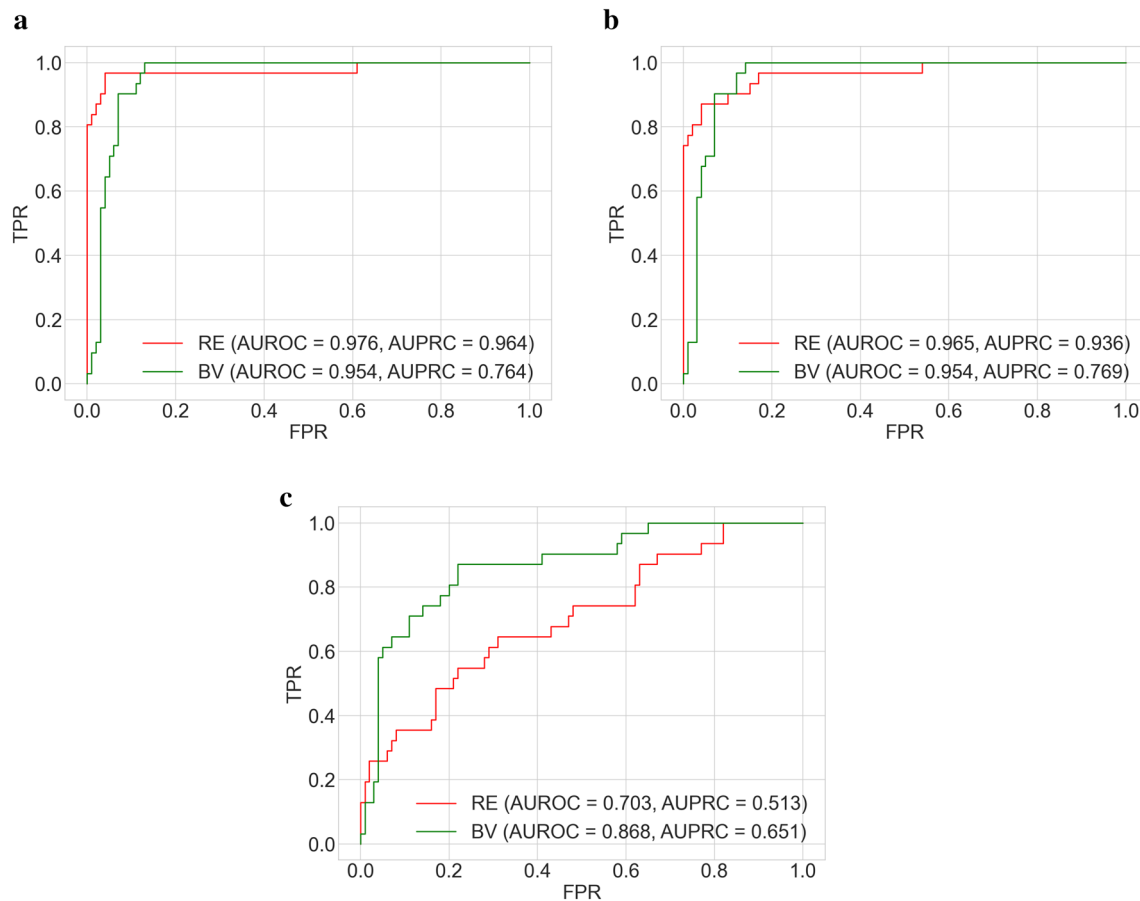 a
1.0
0.8
0.6
0.4
0.2
0.0
TPR
RE (AUROC = 0.976, AUPRC = 0.964)
BV (AUROC = 0.954, AUPRC = 0.764)
0.0 0.2 0.4 0.6 0.8 1.0
FPR
b
1.0
0.8
0.6
0.4
0.2
0.0
TPR
RE (AUROC = 0.965, AUPRC = 0.936)
BV (AUROC = 0.954, AUPRC = 0.769)
0.0 0.2 0.4 0.6 0.8 1.0
FPR
c
1.0
0.8
0.6
0.4
0.2
0.0
TPR
RE (AUROC = 0.703, AUPRC = 0.513)
BV (AUROC = 0.868, AUPRC = 0.651)
0.0 0.2 0.4 0.6 0.8 1.0
FPR